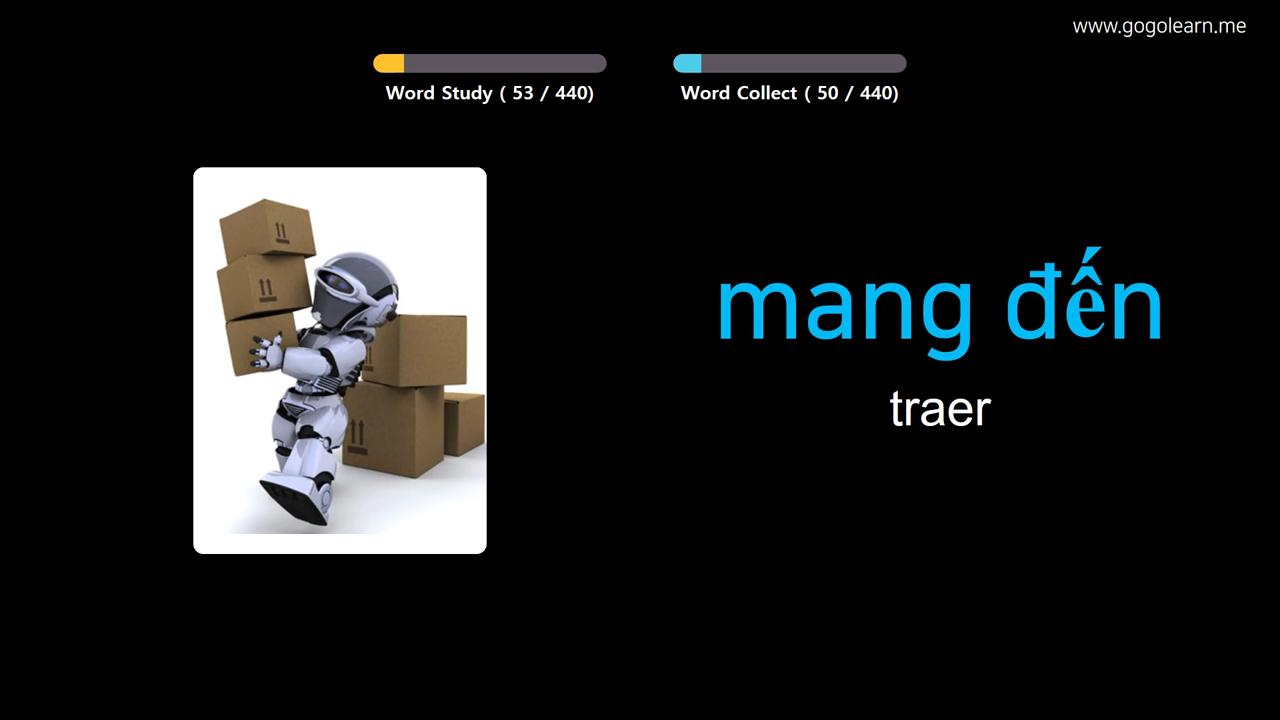 www.gogolearn.me
Word Study ( 53 / 440)
Word Collect ( 50 / 440)
mang đến
traer